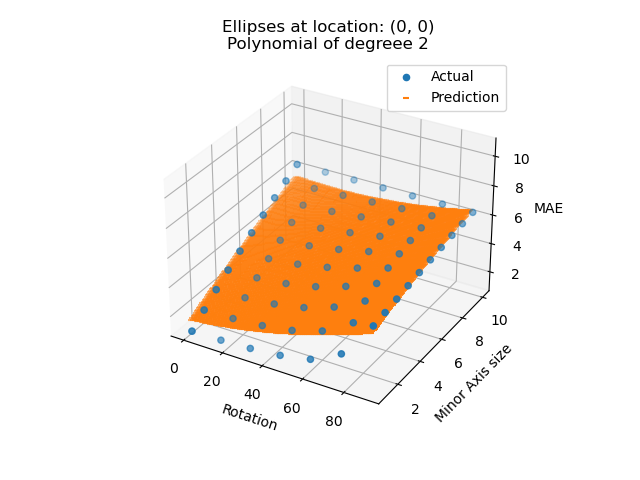 Ellipses at location: (0, 0)
Polynomial of degreee 2
Actual
Prediction
10
8
6
4
2
MAE
10
8
6
4
2
Minor Axis size
0
20
40
60
80
Rotation